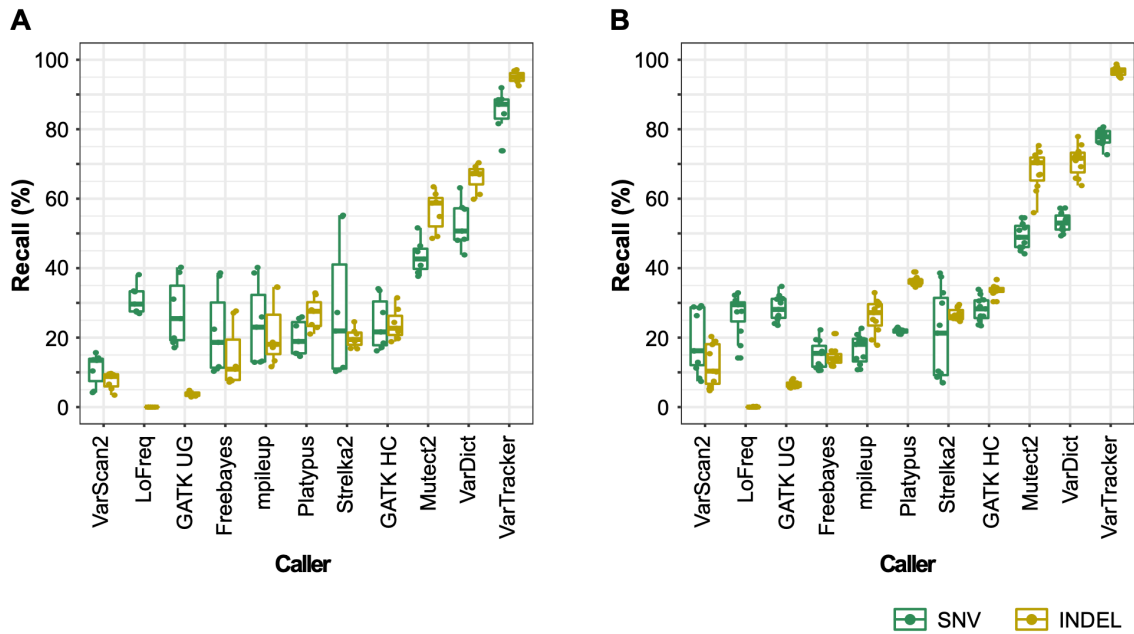 A
Recall (%)
100
80
60
40
20
0
VarScan2
LoFreq
GATK UG
Freebayes
mpileup
Platypus
Strelka2
GATK HC
Mutect2
VarDict
VarTracker
Caller
B
Recall (%)
100
80
60
40
20
0
VarScan2
LoFreq
GATK UG
Freebayes
mpileup
Platypus
Strelka2
GATK HC
Mutect2
VarDict
VarTracker
Caller
SNV INDEL